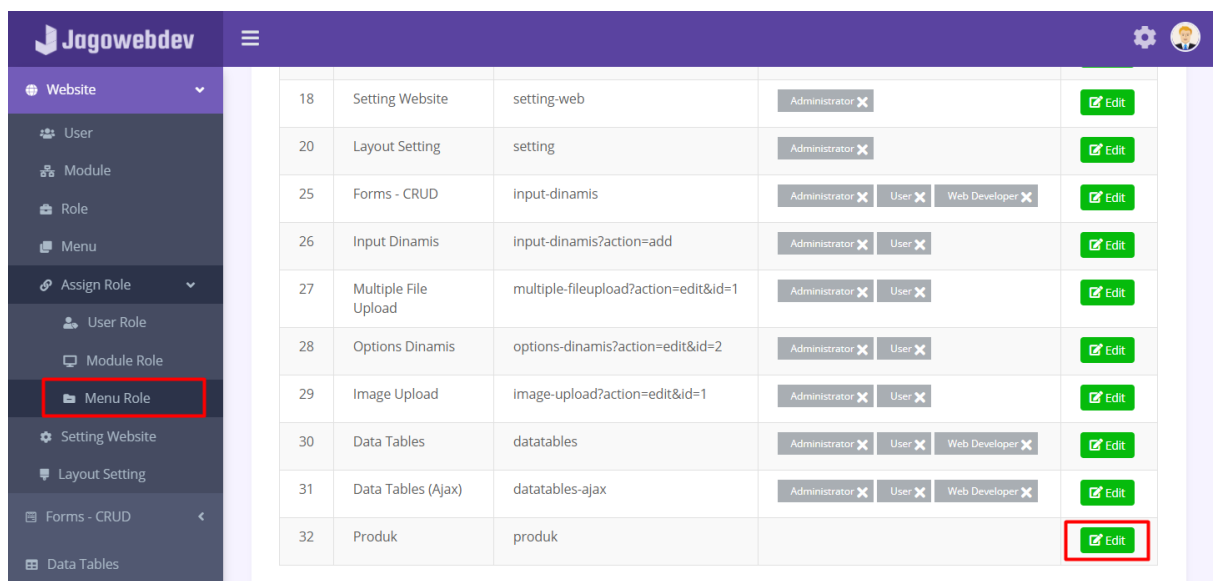 Jagowebdev
Website
User
Module
Role
Menu
Assign Role
User Role
Module Role
Menu Role
Setting Website
Layout Setting
Forms - CRUD
Data Tables
18 Setting Website setting-web Administrator Edit
20 Layout Setting setting Administrator Edit
25 Forms - CRUD input-dinamis Administrator User Web Developer Edit
26 Input Dinamis input-dinamis?action=add Administrator User Edit
27 Multiple File multiple-fileupload?action=edit&id=1 Administrator User Edit
Upload
28 Options Dinamis options-dinamis?action=edit&id=2 Administrator User Edit
29 Image Upload image-upload?action=edit&id=1 Administrator User Edit
30 Data Tables datatables Administrator User Web Developer Edit
31 Data Tables (Ajax) datatables-ajax Administrator User Web Developer Edit
32 Produk produk Edit